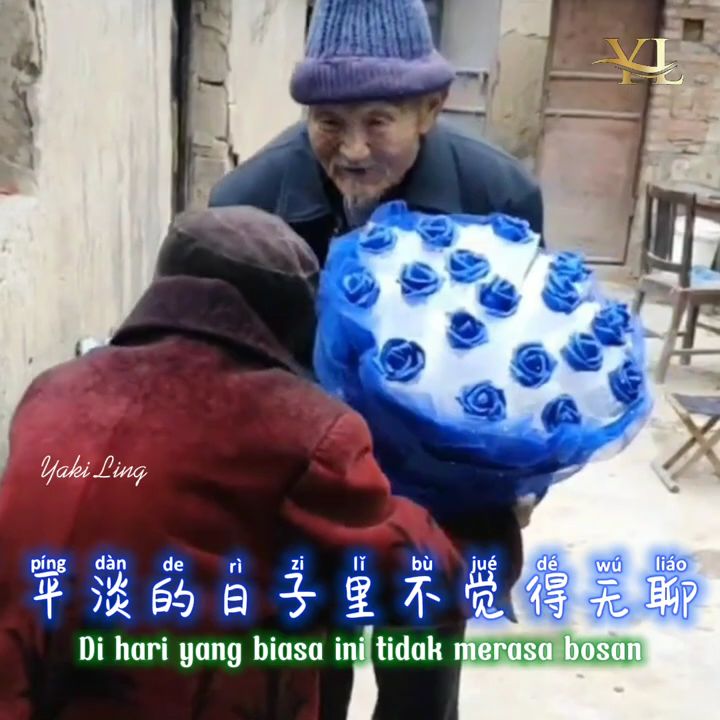 YL
Yaki Ling
píng dàn de rì zi lǐ bù jué dé wú liáo
平淡的日子里不觉得无聊
Di hari yang biasa ini tidak merasa bosan